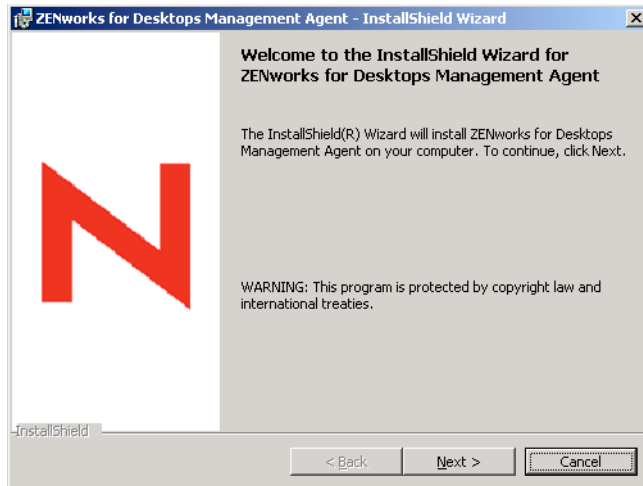 ZENworks for Desktops Management Agent - InstallShield Wizard
Welcome to the InstallShield Wizard for
ZENworks for Desktops Management Agent
The InstallShield(R) Wizard will install ZENworks for Desktops
Management Agent on your computer. To continue, click Next.
WARNING: This program is protected by copyright law and
international treaties.
InstallShield
< Back
Next >
Cancel